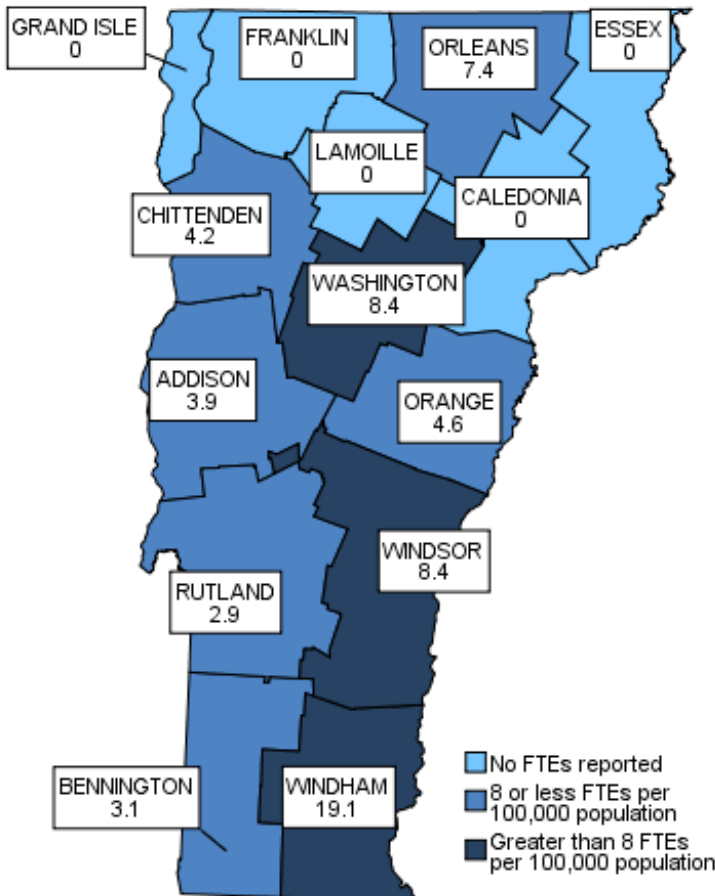 GRAND ISLE
0
FRANKLIN
0
ORLEANS
7.4
ESSEX
0
LAMOILLE
0
CALEDONIA
0
CHITTENDEN
4.2
WASHINGTON
8.4
ADDISON
3.9
ORANGE
4.6
WINDSOR
8.4
RUTLAND
2.9
BENNINGTON
3.1
WINDHAM
19.1
No FTEs reported
8 or less FTEs per
100,000 population
Greater than 8 FTEs
per 100,000 population